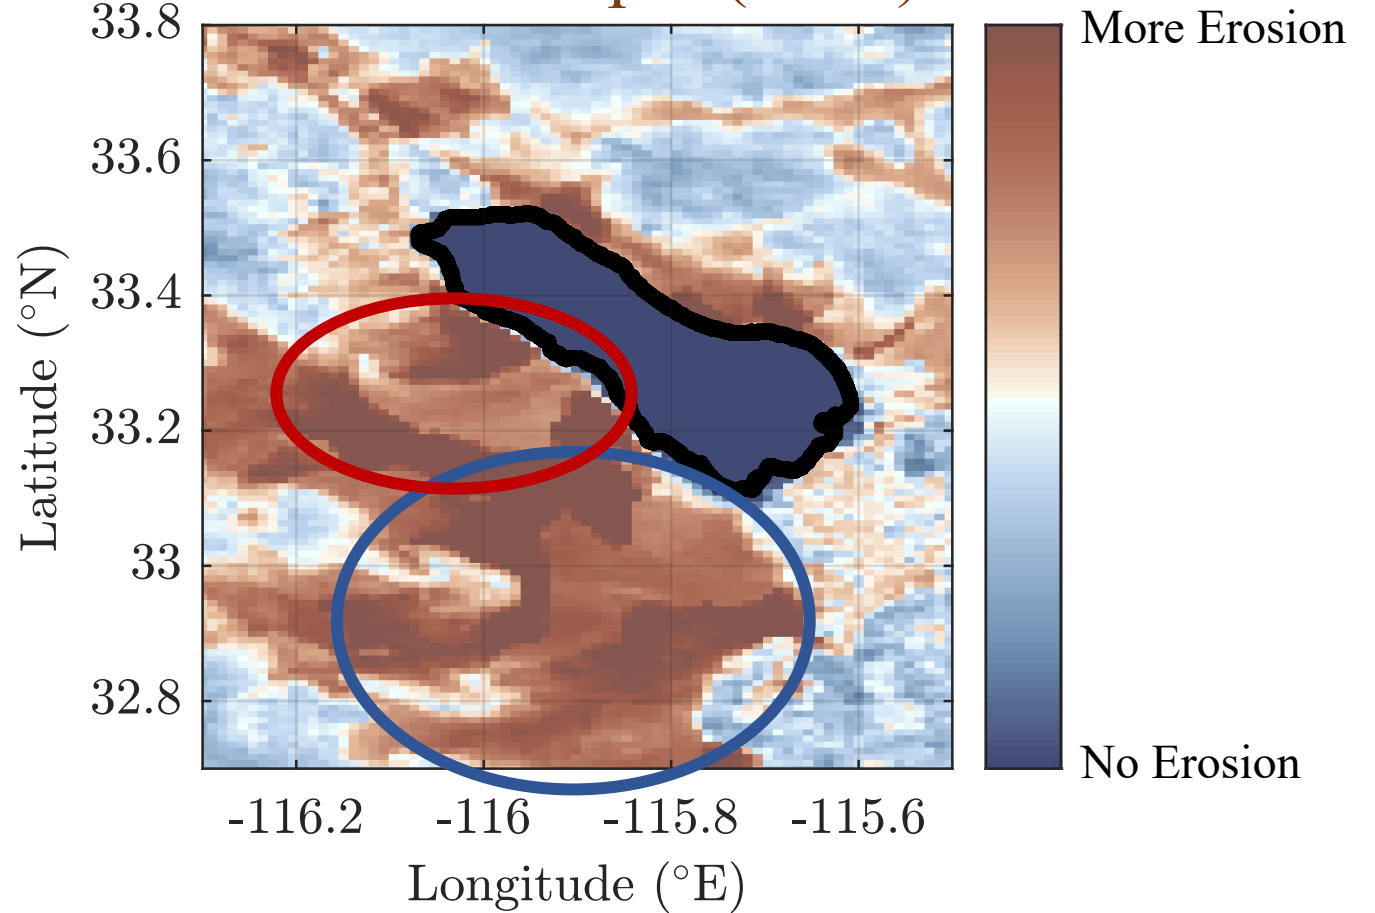 33.8
33.6
33.4
33.2
33
32.8
Latitude (°N)
-116.2
-116
-115.8
-115.6
Longitude (°E)
More Erosion
No Erosion